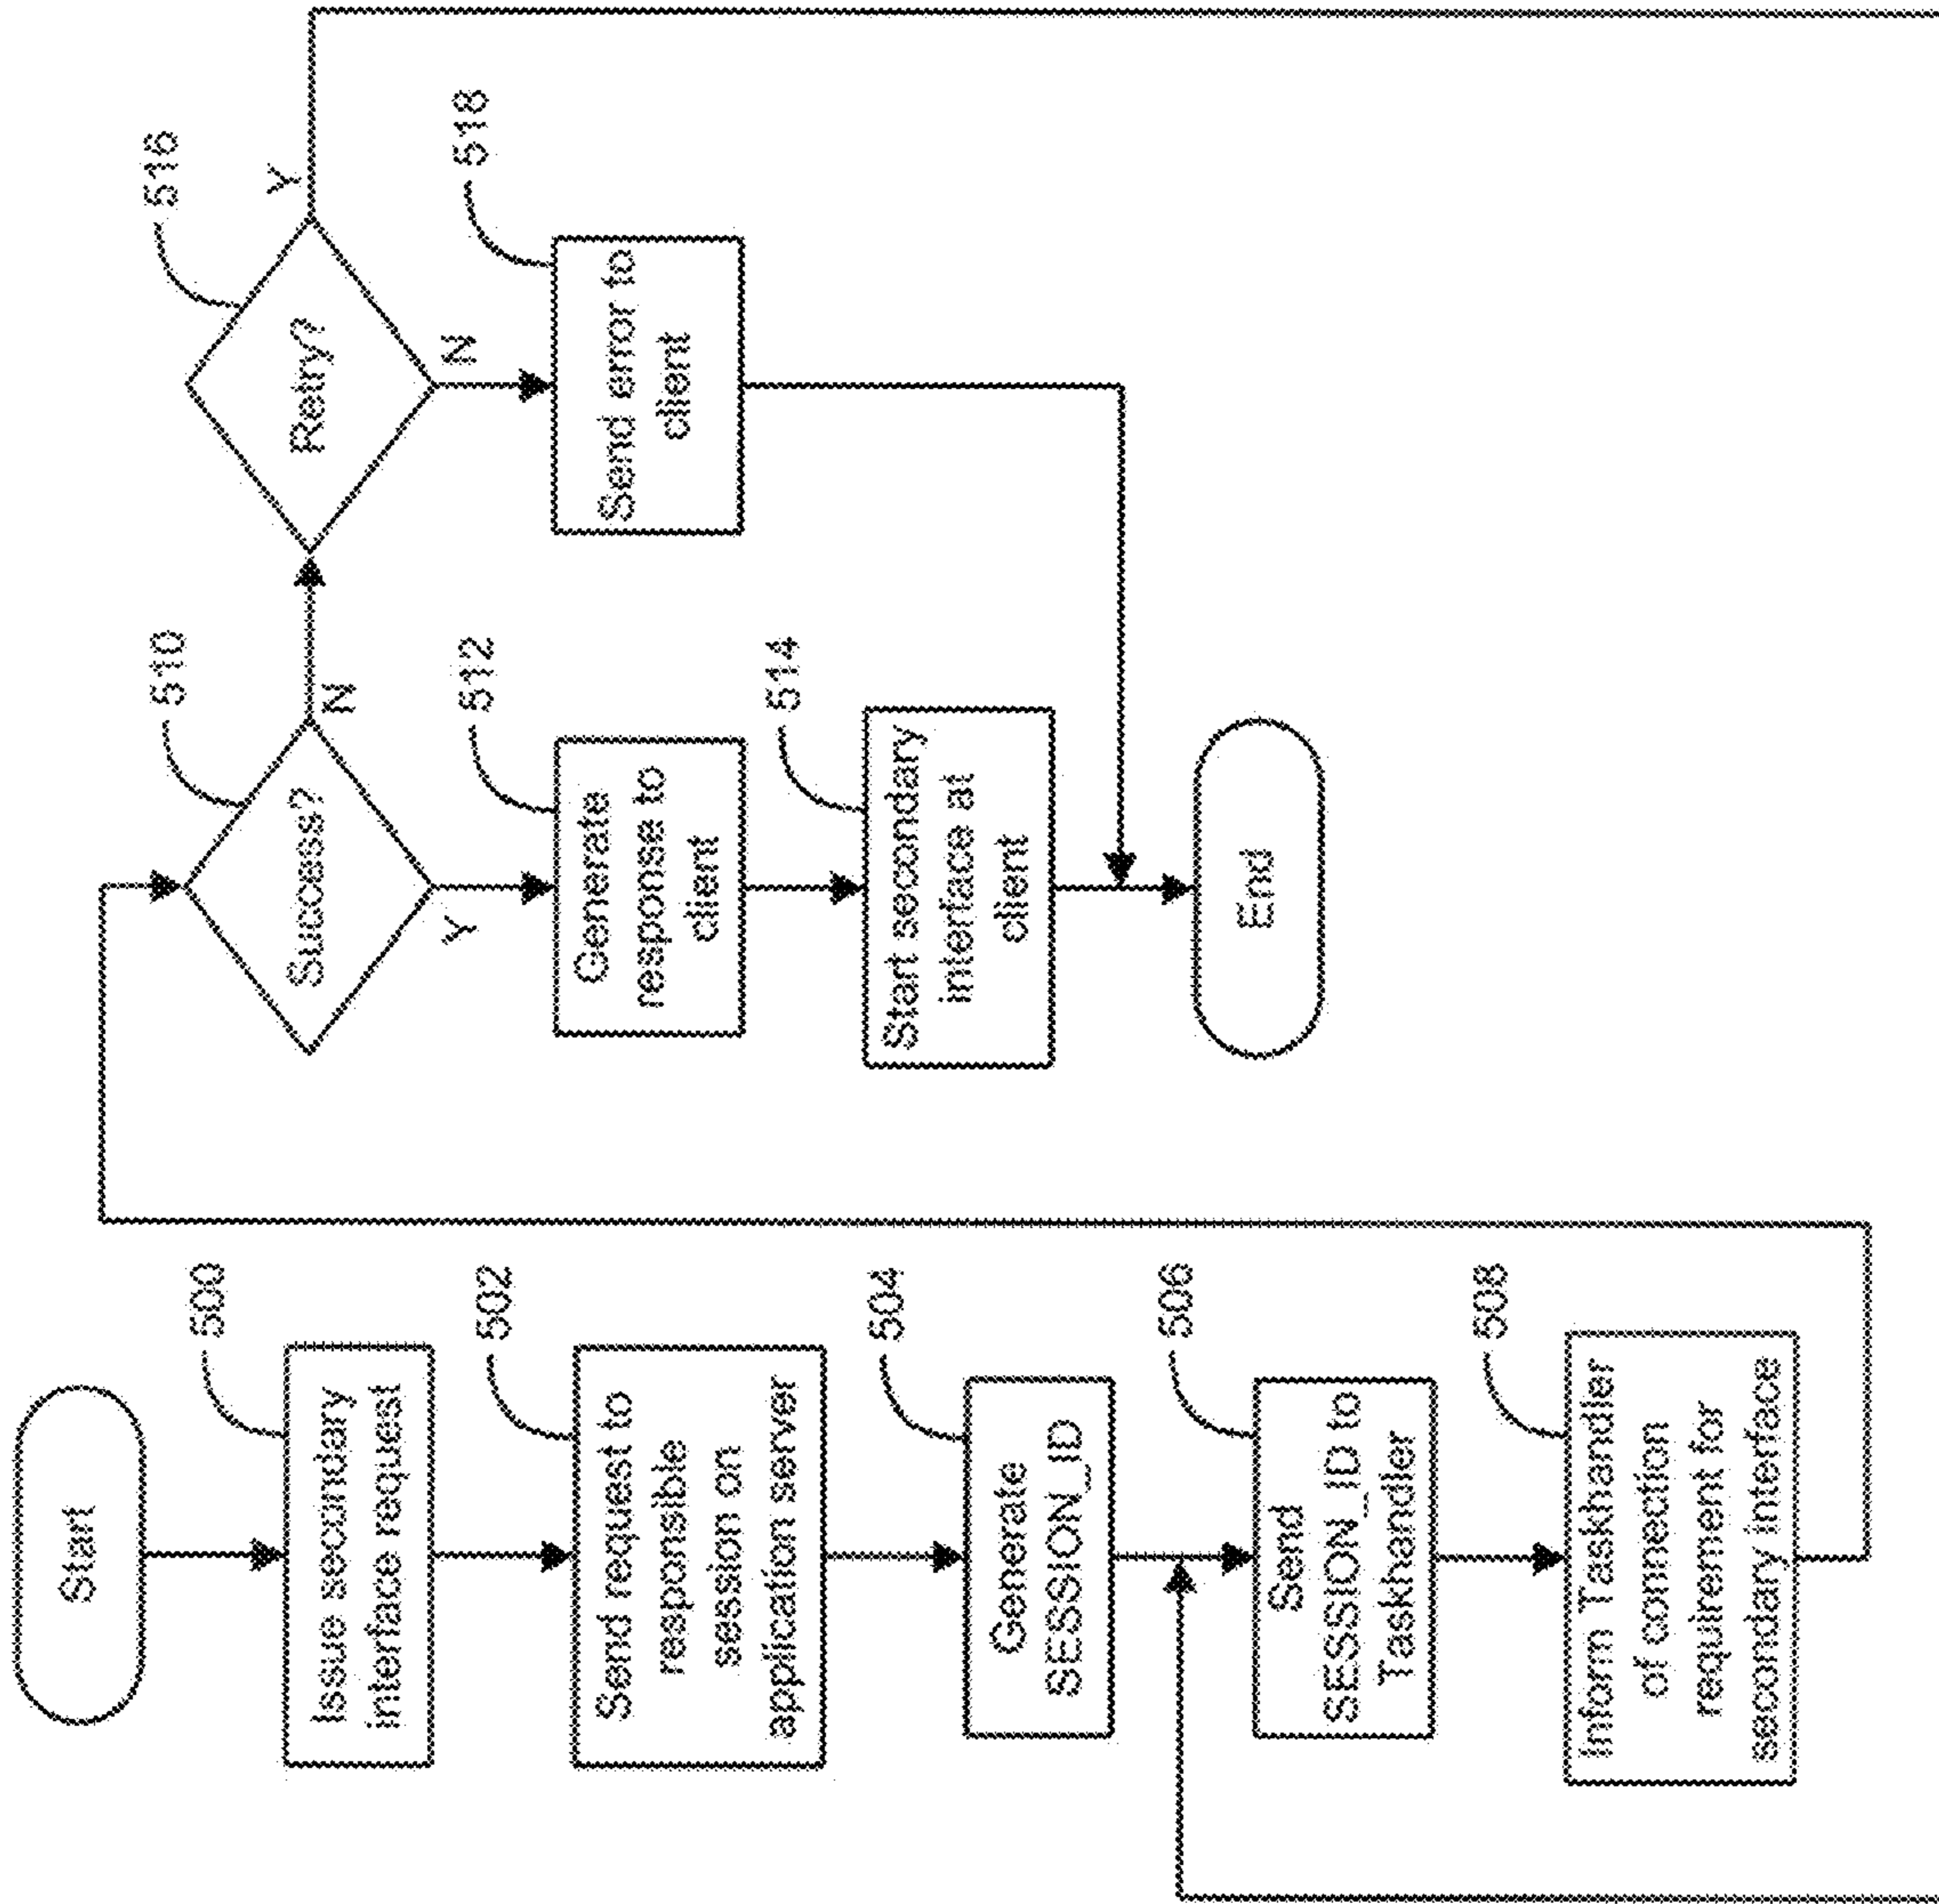 Start
500
Issue secondary
interface request
502
Send request to
responsible
session on
application server
504
Generate
SESSION_ID
506
Send
SESSION_ID to
Taskhandler
508
Inform Taskhandler
of connection
requirement for
secondary interface
510
Success?
N
Y
512
Generate
response to
client
514
Start secondary
interface at
client
End
516
Retry?
Y
N
518
Send error to
client